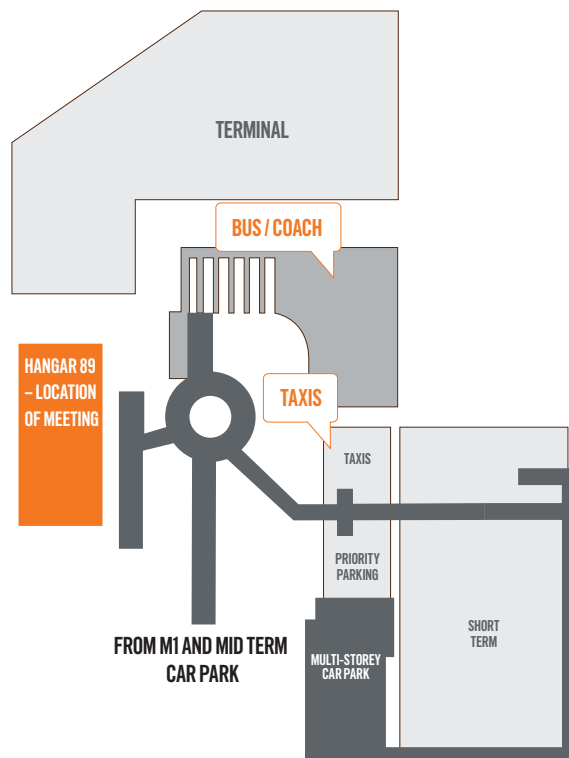 TERMINAL
BUS / COACH
HANGAR 89
– LOCATION
OF MEETING
TAXIS
TAXIS
PRIORITY
PARKING
SHORT
TERM
FROM M1 AND MID TERM
CAR PARK
MULTI-STOREY
CAR PARK